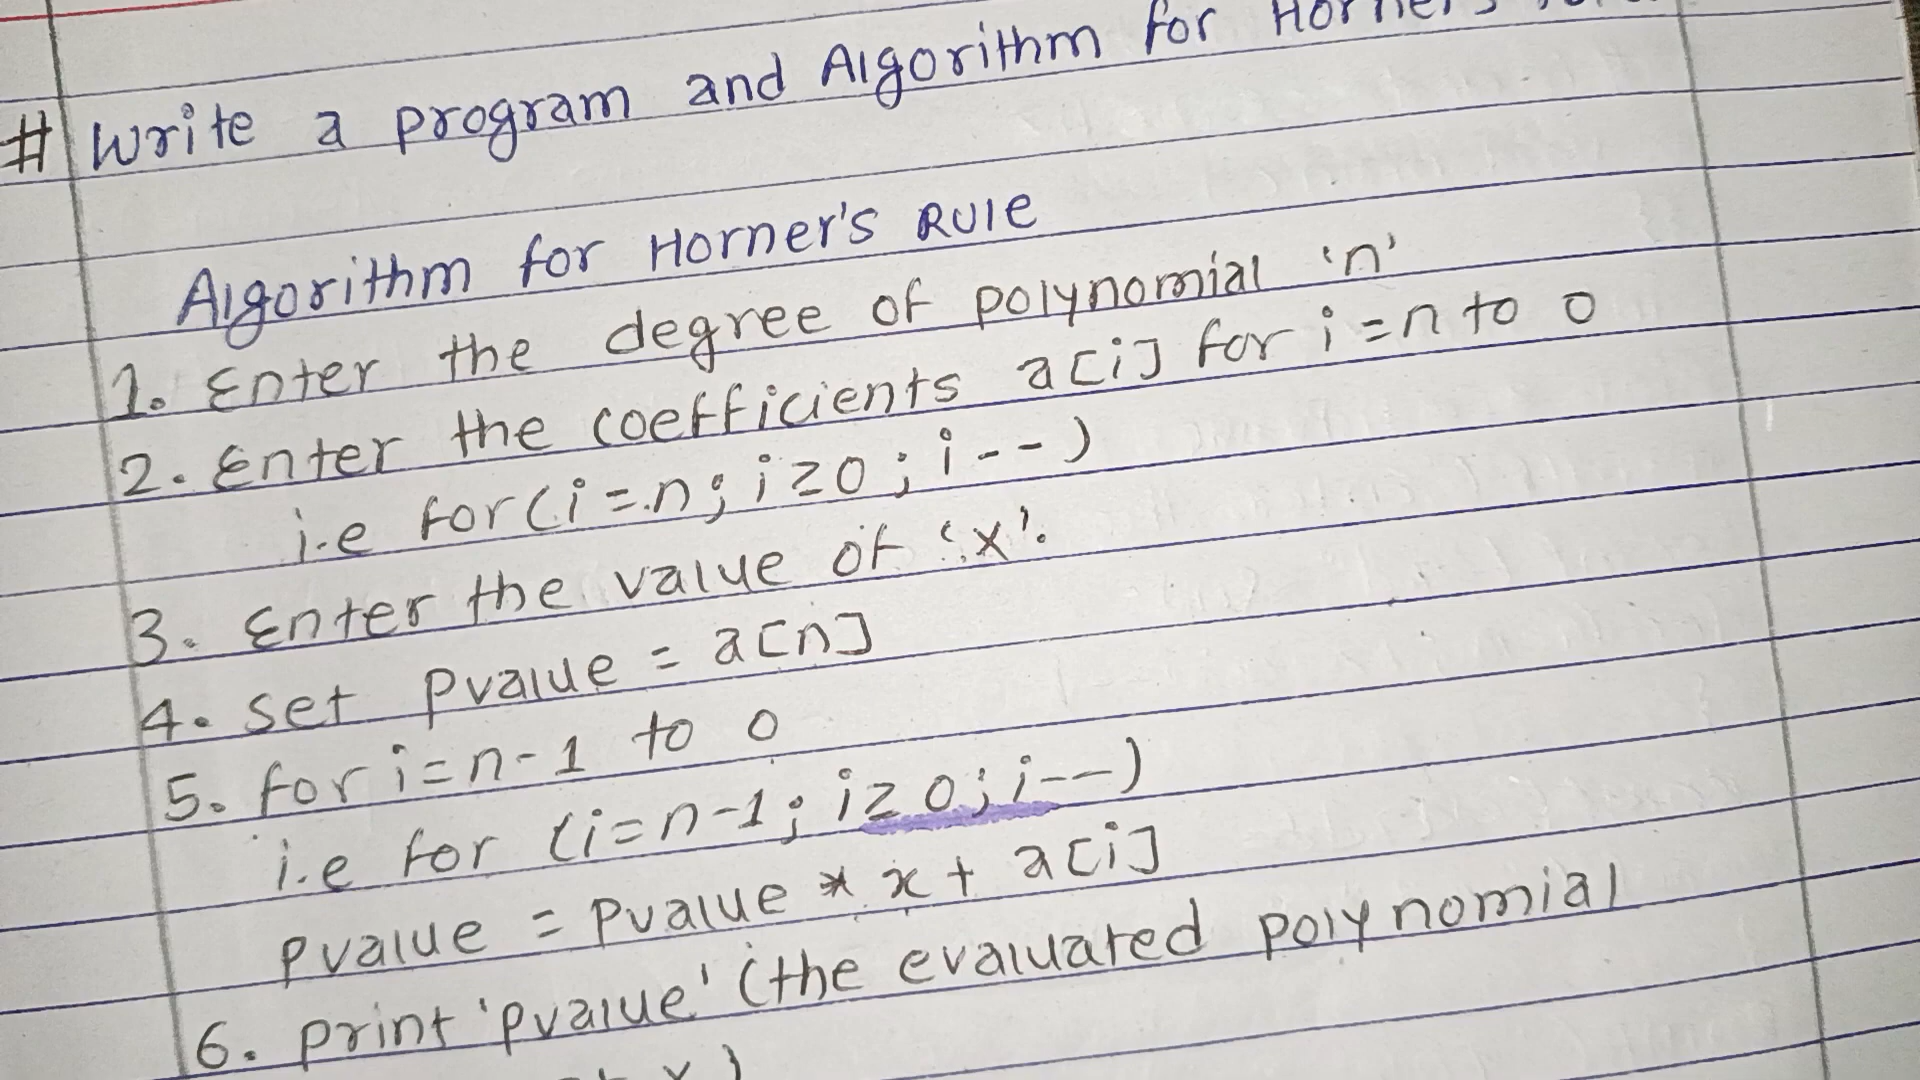 # Write a program and Algorithm for Horner's
Algorithm for Horner's Rule
1. Enter the degree of polynomial 'n'
2. Enter the coefficients a[i] for i=n to 0
i.e for(i=n; i≥0; i--)
3. Enter the value of 'x'.
4. set Pvalue = a[n]
5. for i=n-1 to 0
i.e for (i=n-1; i≥0; i--)
Pvalue = Pvalue * x + a[i]
6. print 'pvalue' (the evaluated polynomial
x)